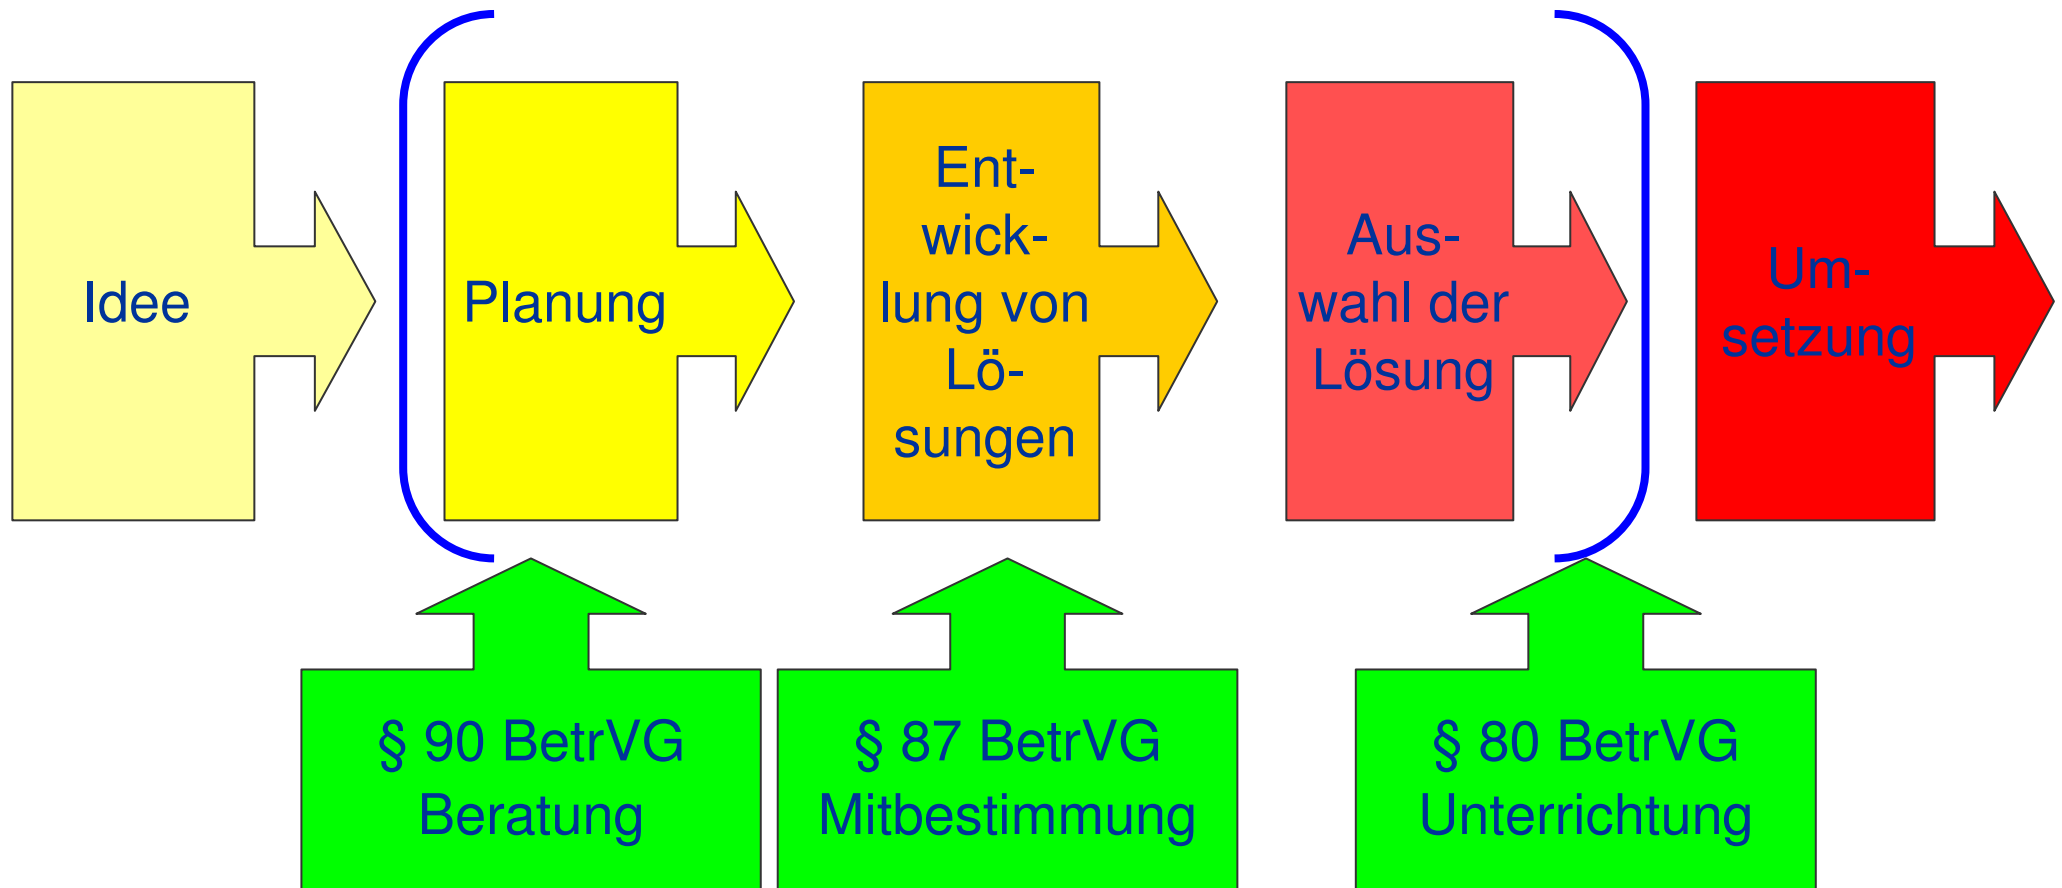 Idee
Planung
Ent-
wick-
lung von
Lö-
sungen
Aus-
wahl der
Lösung
Um-
setzung
§ 90 BetrVG
Beratung
§ 87 BetrVG
Mitbestimmung
§ 80 BetrVG
Unterrichtung